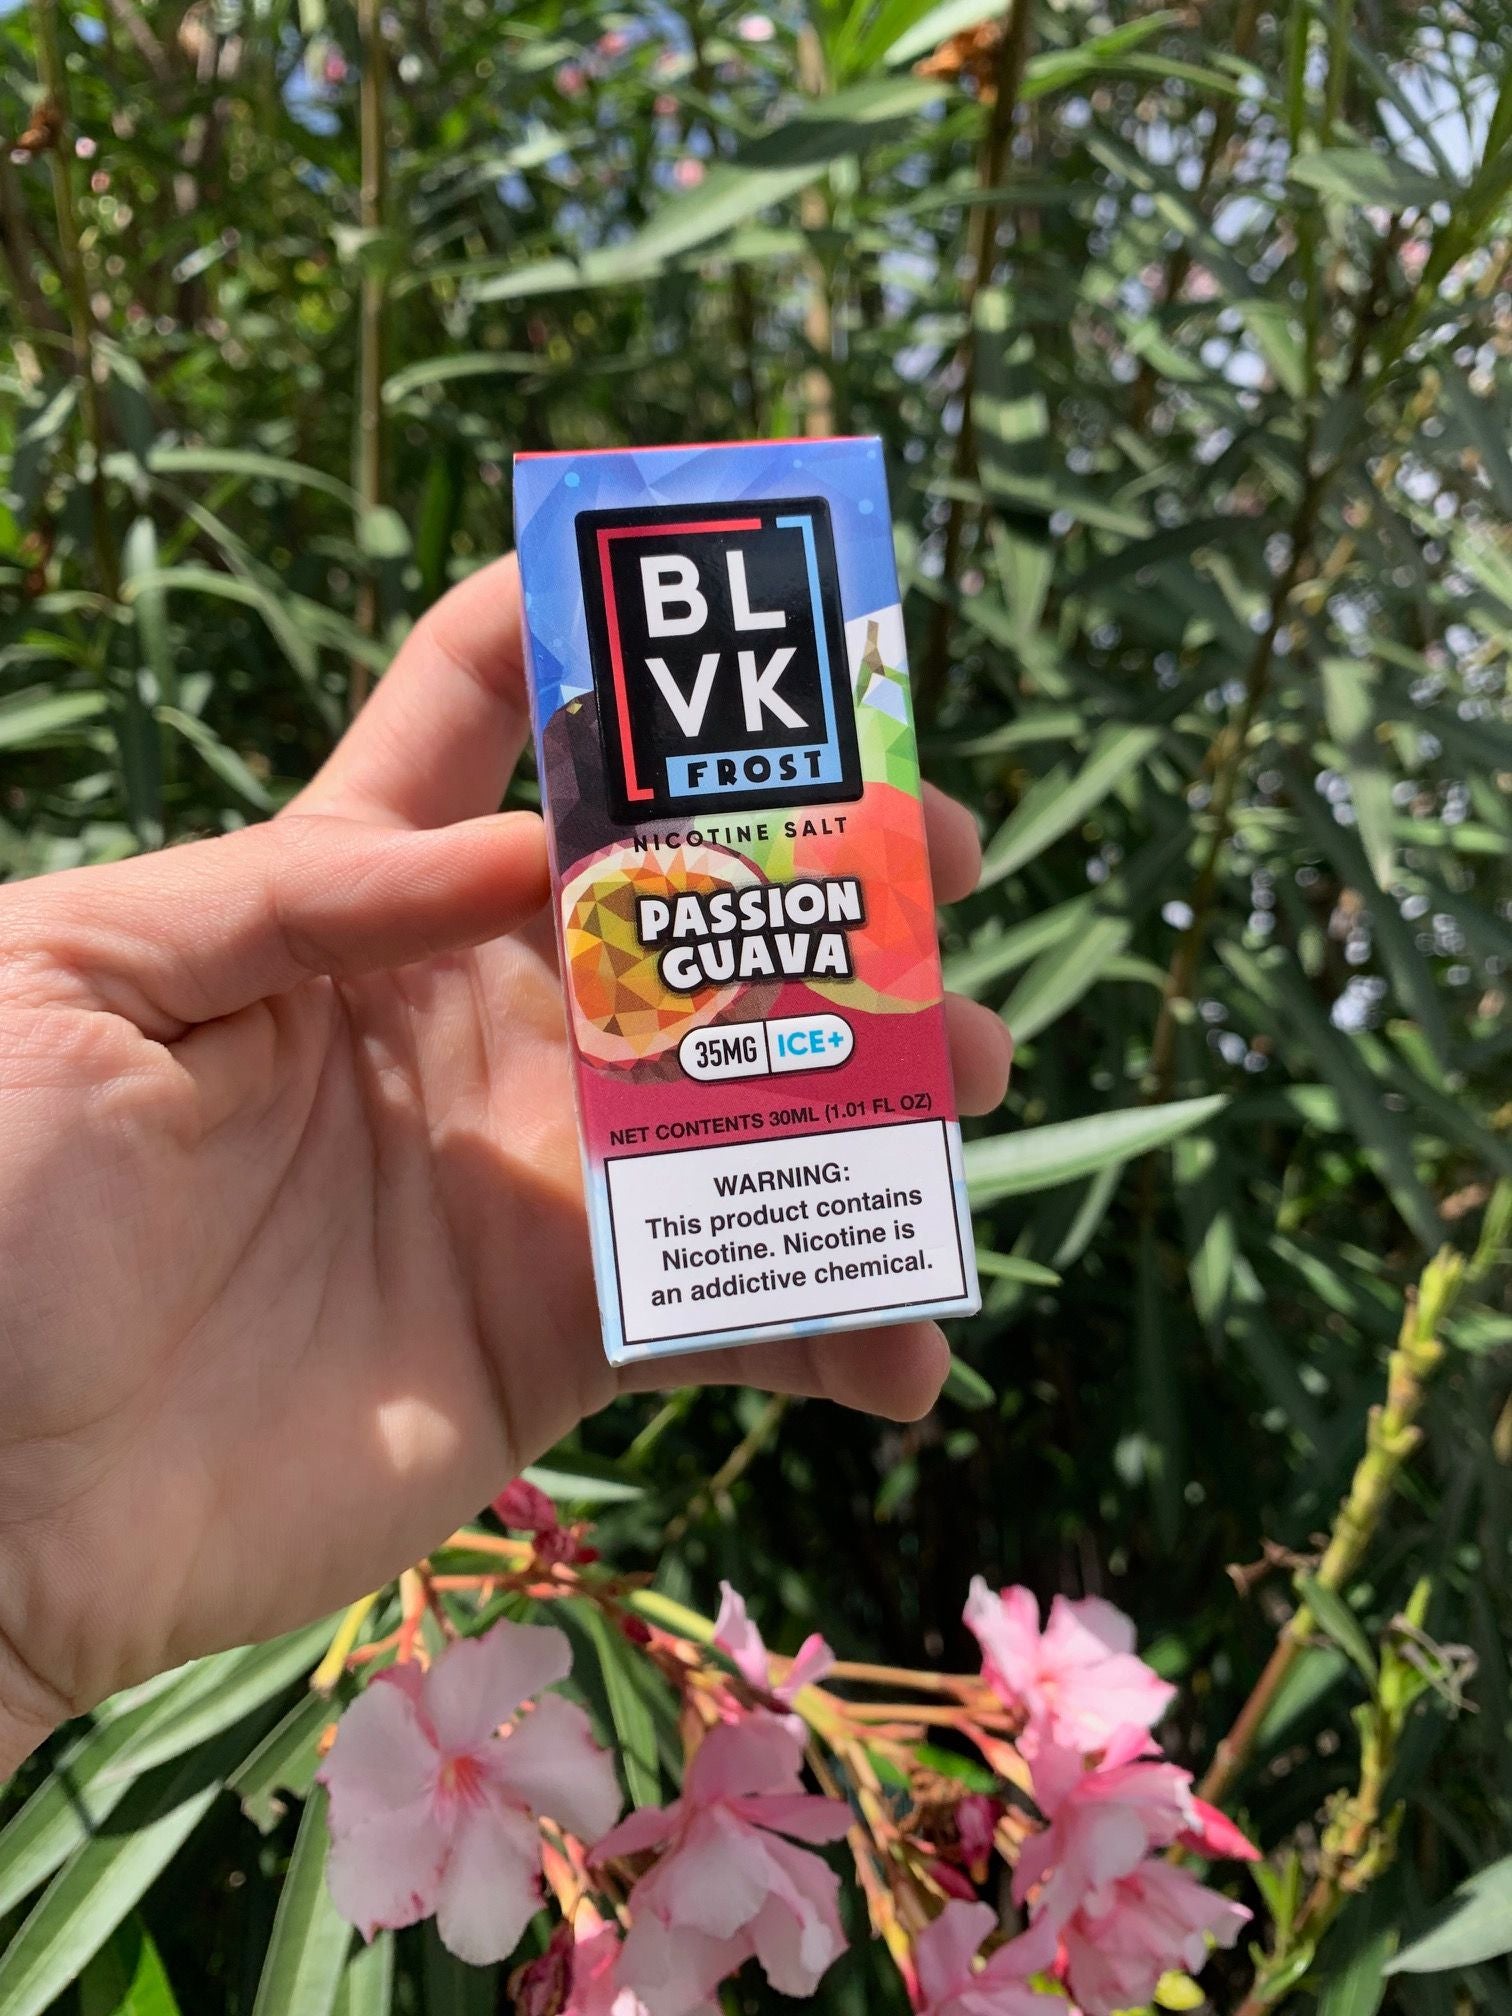 BL
VK
FROST
NICOTINE SALT
PASSION
GUAVA
35MG ICE+
NET CONTENTS 30ML (1.01 FL OZ)
WARNING:
This product contains
Nicotine. Nicotine is
an addictive chemical.